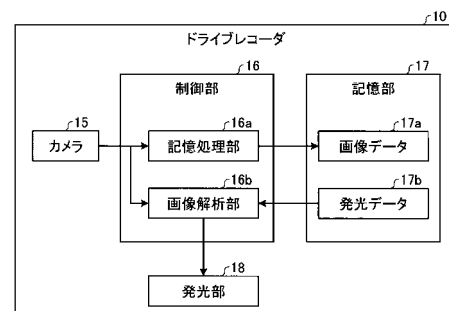 10
ドライブレコーダ
16
制御部
17
記憶部
15
カメラ
16a
記憶処理部
17a
画像データ
16b
画像解析部
17b
発光データ
18
発光部